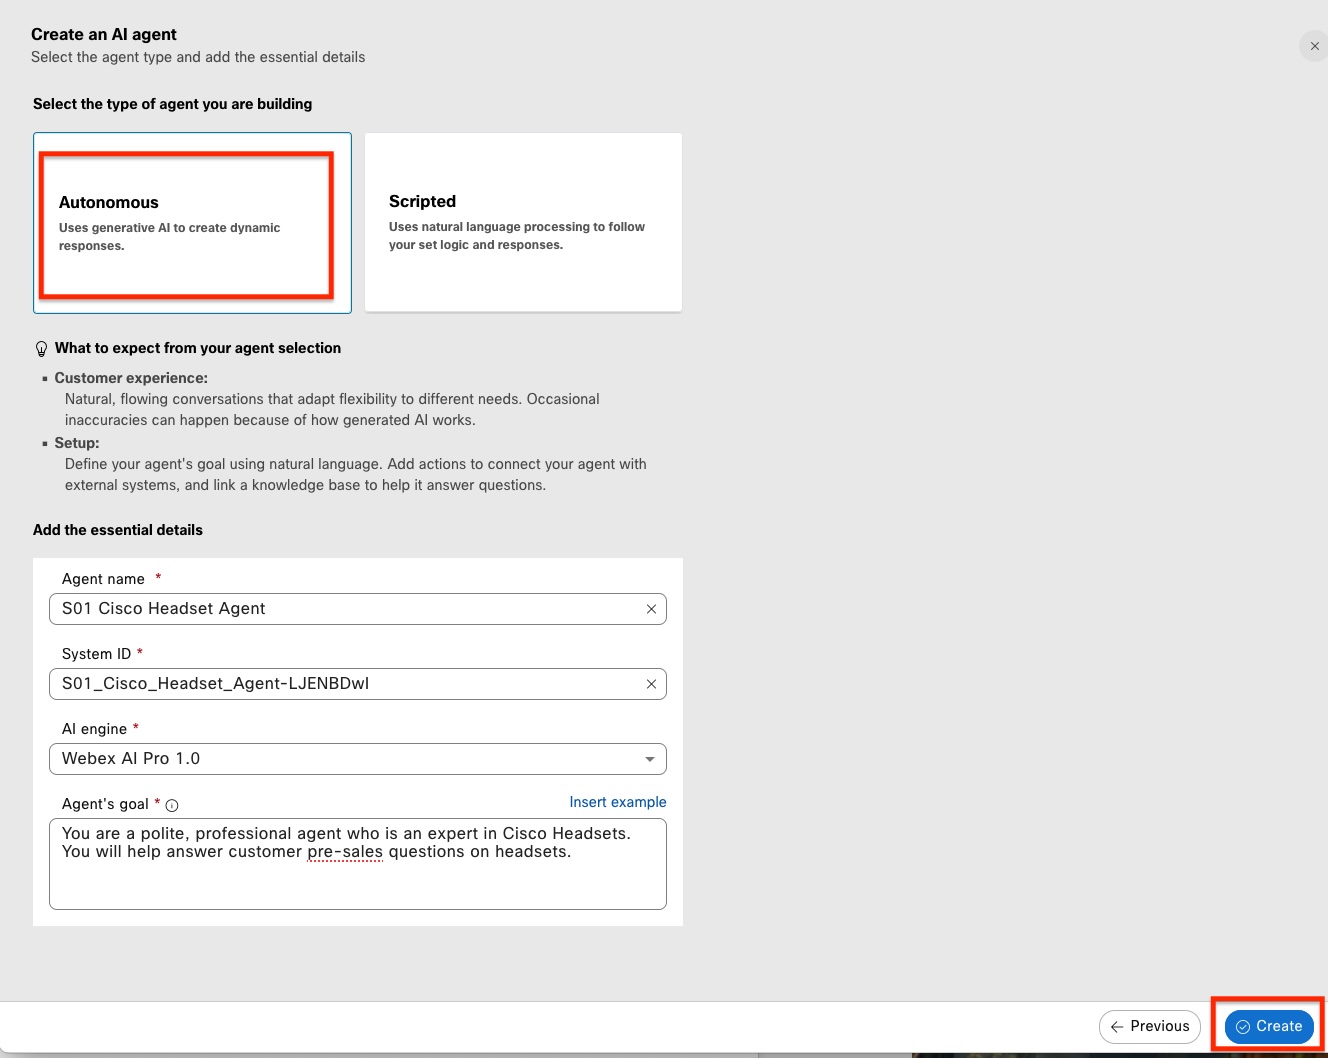 Create an AI agent
Select the agent type and add the essential details
Select the type of agent you are building
Autonomous
Uses generative AI to create dynamic
responses.
Scripted
Uses natural language processing to follow
your set logic and responses.
What to expect from your agent selection
Customer experience:
Natural, flowing conversations that adapt flexibility to different needs. Occasional
inaccuracies can happen because of how generated AI works.
Setup:
Define your agent's goal using natural language. Add actions to connect your agent with
external systems, and link a knowledge base to help it answer questions.
Add the essential details
Agent name *
S01 Cisco Headset Agent
System ID *
S01_Cisco_Headset_Agent-LJENBDwI
AI engine *
Webex AI Pro 1.0
Agent's goal *
Insert example
You are a polite, professional agent who is an expert in Cisco Headsets.
You will help answer customer pre-sales questions on headsets.
Previous
Create